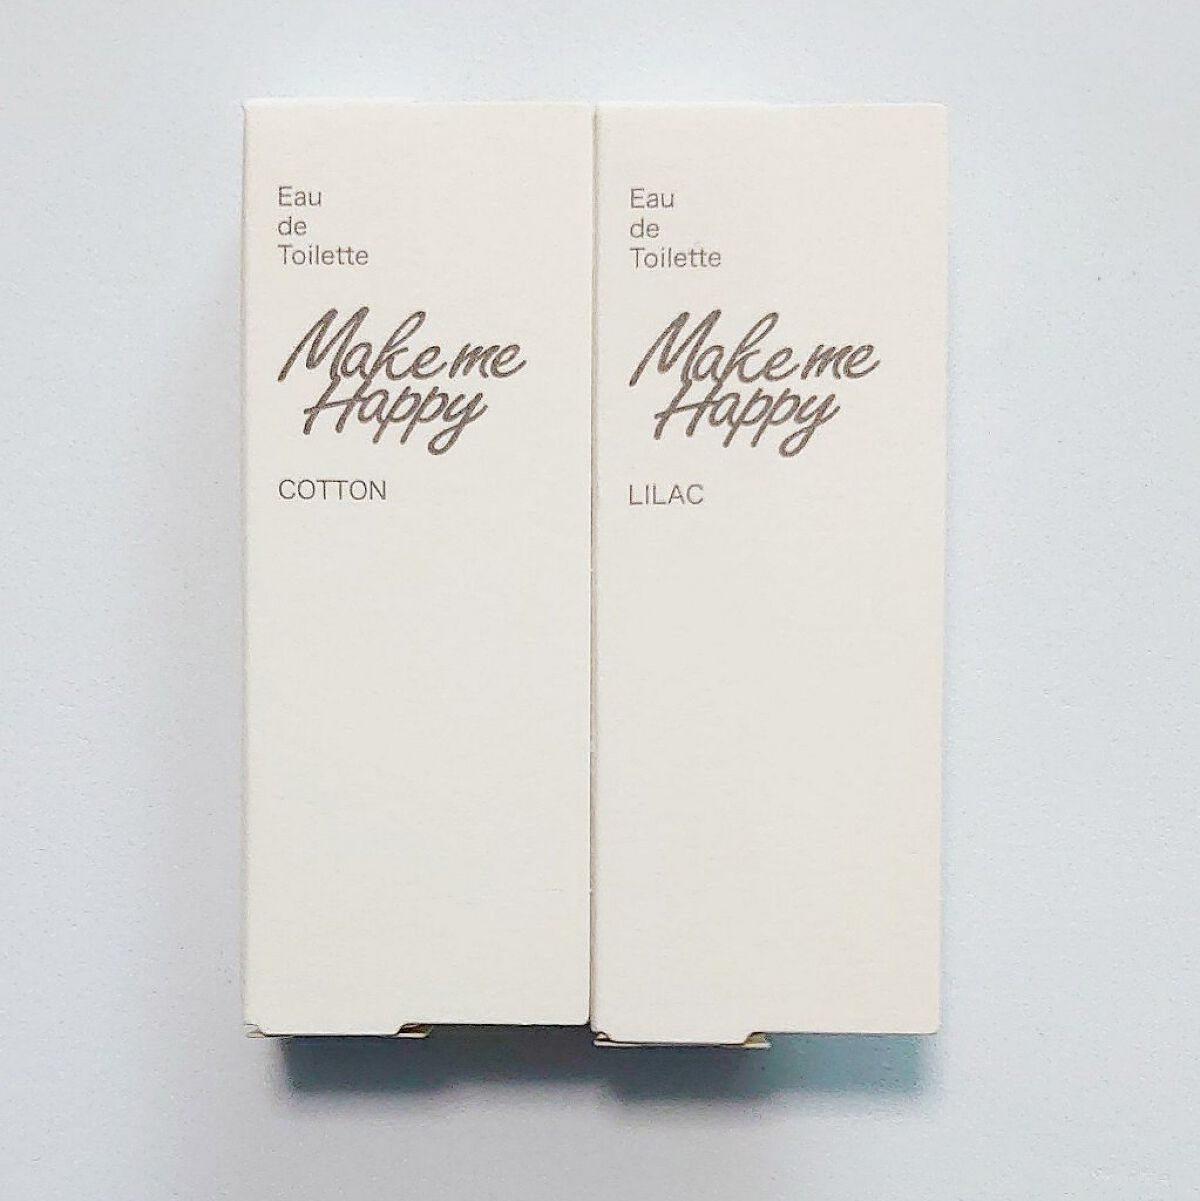 Eau
de
Toilette
Make me
Happy
COTTON
Eau
de
Toilette
Make me
Happy
LILAC